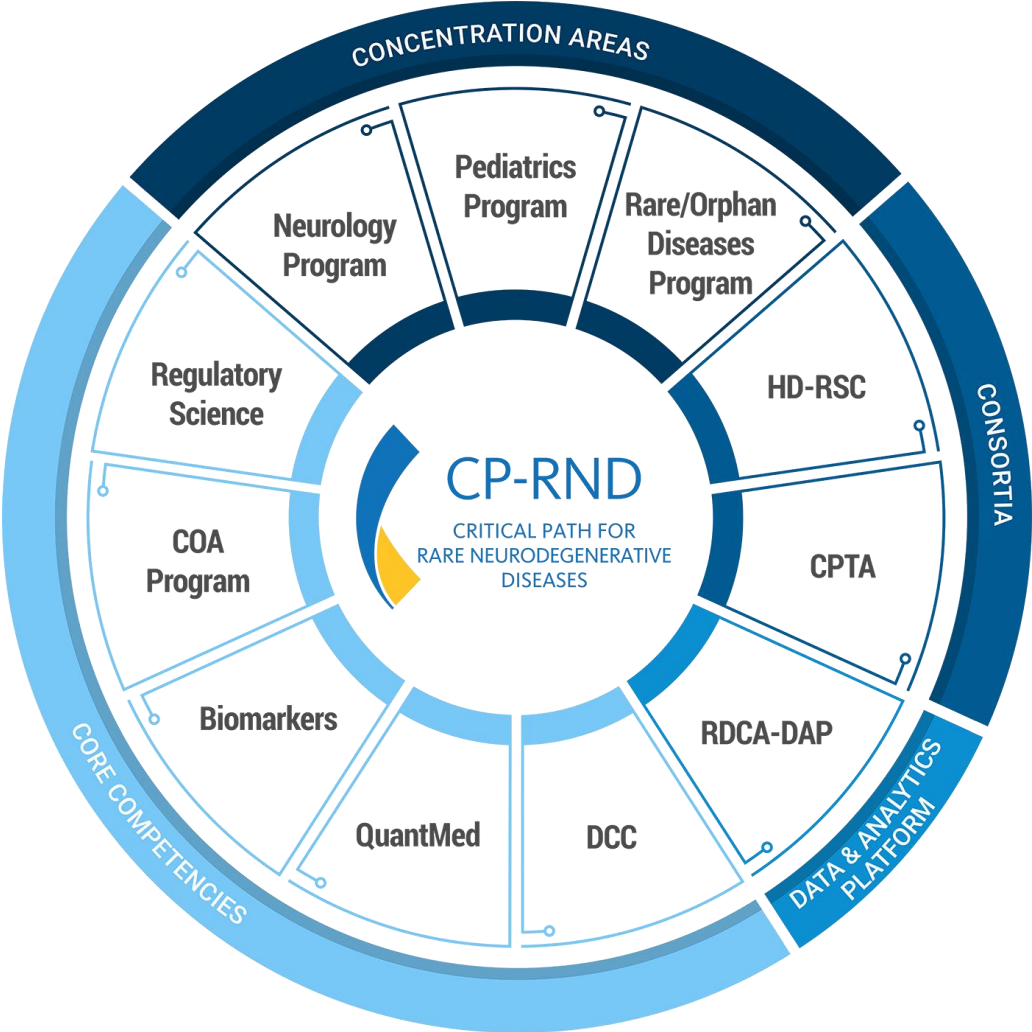 CONCENTRATION AREAS
Neurology
Program
Pediatrics
Program
Rare/Orphan
Diseases
Program
CONSORTIA
HD-RSC
CPTA
DATA & ANALYTICS
PLATFORM
RDCA-DAP
CORE COMPETENCIES
DCC
QuantMed
Biomarkers
COA
Program
Regulatory
Science
CP-RND
CRITICAL PATH FOR
RARE NEURODEGENERATIVE
DISEASES